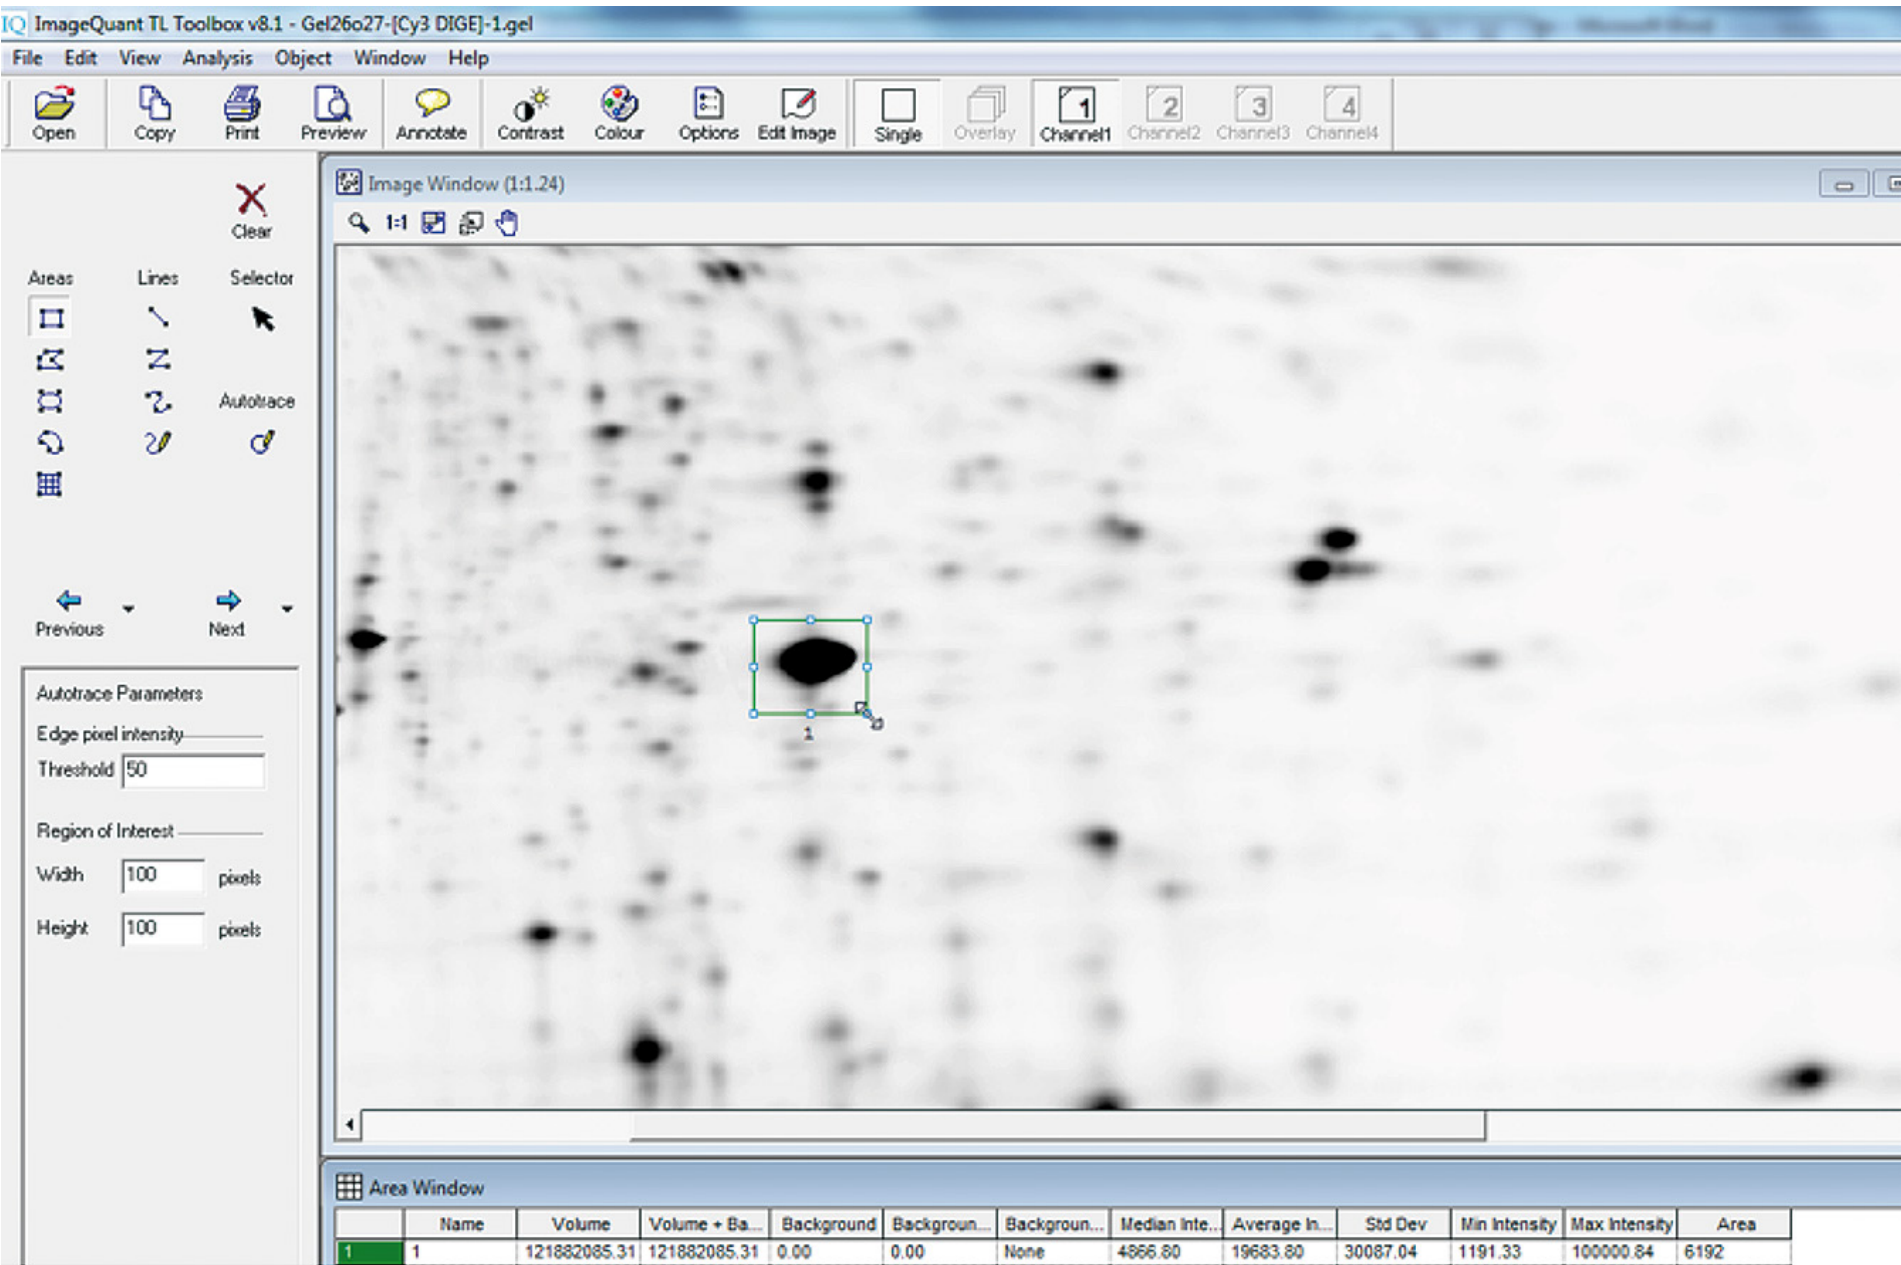 IQ ImageQuant TL Toolbox v8.1 - Gel26o27-[Cy3 DIGE]-1.gel
File Edit View Analysis Object Window Help
Open Copy Print Preview Annotate Contrast Colour Options Edit Image Single Overlay 1 Channel1 2 Channel2 3 Channel3 4 Channel4
Image Window (1:1.24)
1:1
Clear
Areas Lines Selector
Autotrace
Previous Next
Autotrace Parameters
Edge pixel intensity
Threshold 50
Region of Interest
Width 100 pixels
Height 100 pixels
1
Area Window
Name Volume Volume + Ba... Background Backgroun... Backgroun... Median Inte... Average In... Std Dev Min Intensity Max Intensity Area
1 1 121882085.31 121882085.31 0.00 0.00 None 4866.80 19683.80 30087.04 1191.33 100000.84 6192